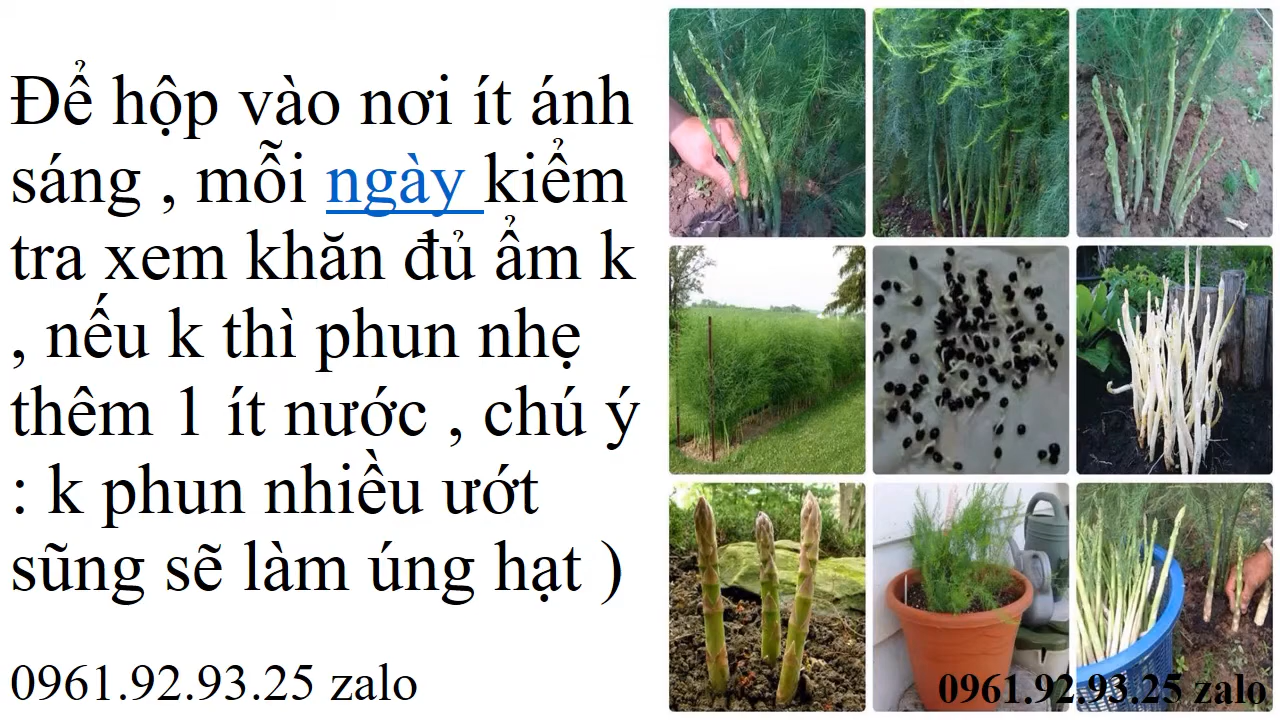 Để hộp vào nơi ít ánh
sáng , mỗi ngày kiểm
tra xem khăn đủ ẩm k
, nếu k thì phun nhẹ
thêm 1 ít nước , chú ý
: k phun nhiều ướt
sũng sẽ làm úng hạt )
0961.92.93.25 zalo
0961.92.93.25 zalo